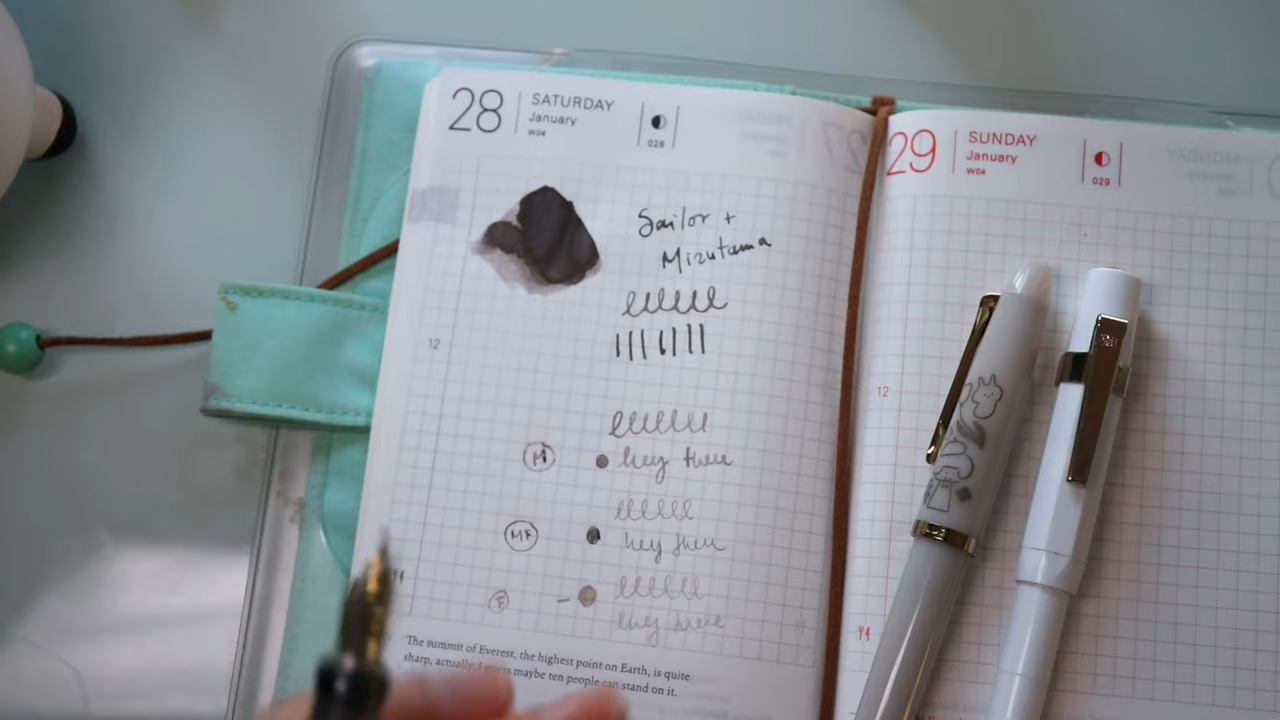 28
SATURDAY
January
W04
028
Sailor +
Mizutama
12
M
hey there
MF
hey there
F
hey there
The summit of Everest, the highest point on Earth, is quite
sharp, actually. I guess maybe ten people can stand on it.
29
SUNDAY
January
W04
029
12